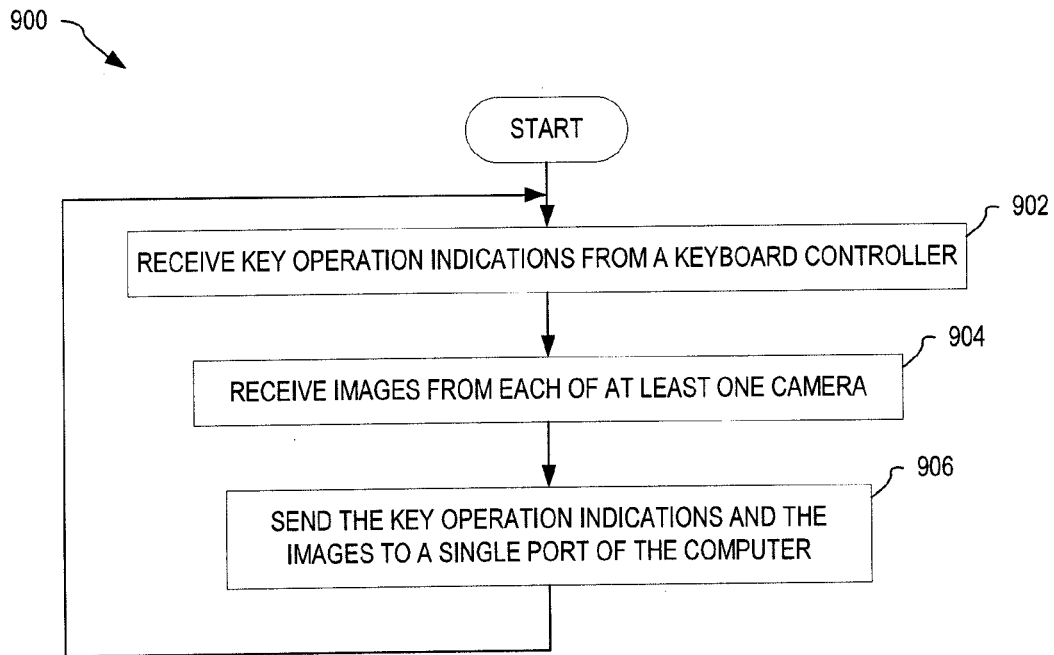 900
START
902
RECEIVE KEY OPERATION INDICATIONS FROM A KEYBOARD CONTROLLER
904
RECEIVE IMAGES FROM EACH OF AT LEAST ONE CAMERA
906
SEND THE KEY OPERATION INDICATIONS AND THE
IMAGES TO A SINGLE PORT OF THE COMPUTER